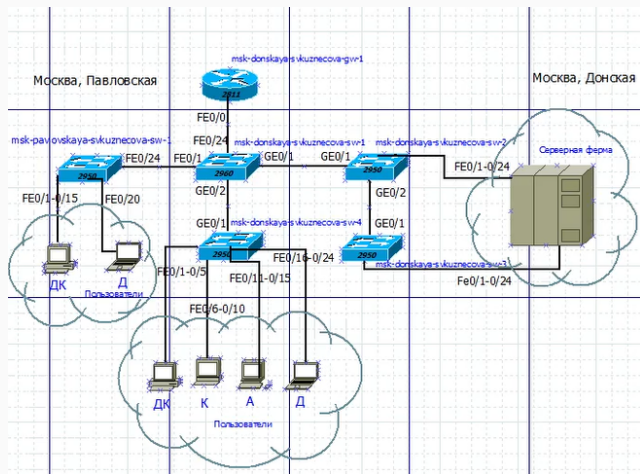 msk-donskaya-svkuznecova-gw-1
Москва, Павловская
Москва, Донская
2811
FE0/0
msk-pavlovskaya-svkuznecova-sw-1
FE0/24
msk-donskaya-svkuznecova-sw-1
msk-donskaya-svkuznecova-sw-2
Серверная ферма
FE0/24
FE0/1
GE0/1
GE0/1
FE0/1-0/24
2950
2960
2950
FE0/1-0/15
FE0/20
GE0/2
GE0/2
GE0/1
msk-donskaya-svkuznecova-sw-4
GE0/1
2950
2950
FE0/16-0/24
msk-donskaya-svkuznecova-sw-3
ДК
Д
Пользователи
FE0/1-0/5
FE0/11-0/15
Fe0/1-0/24
FE0/6-0/10
ДК
К
А
Д
Пользователи